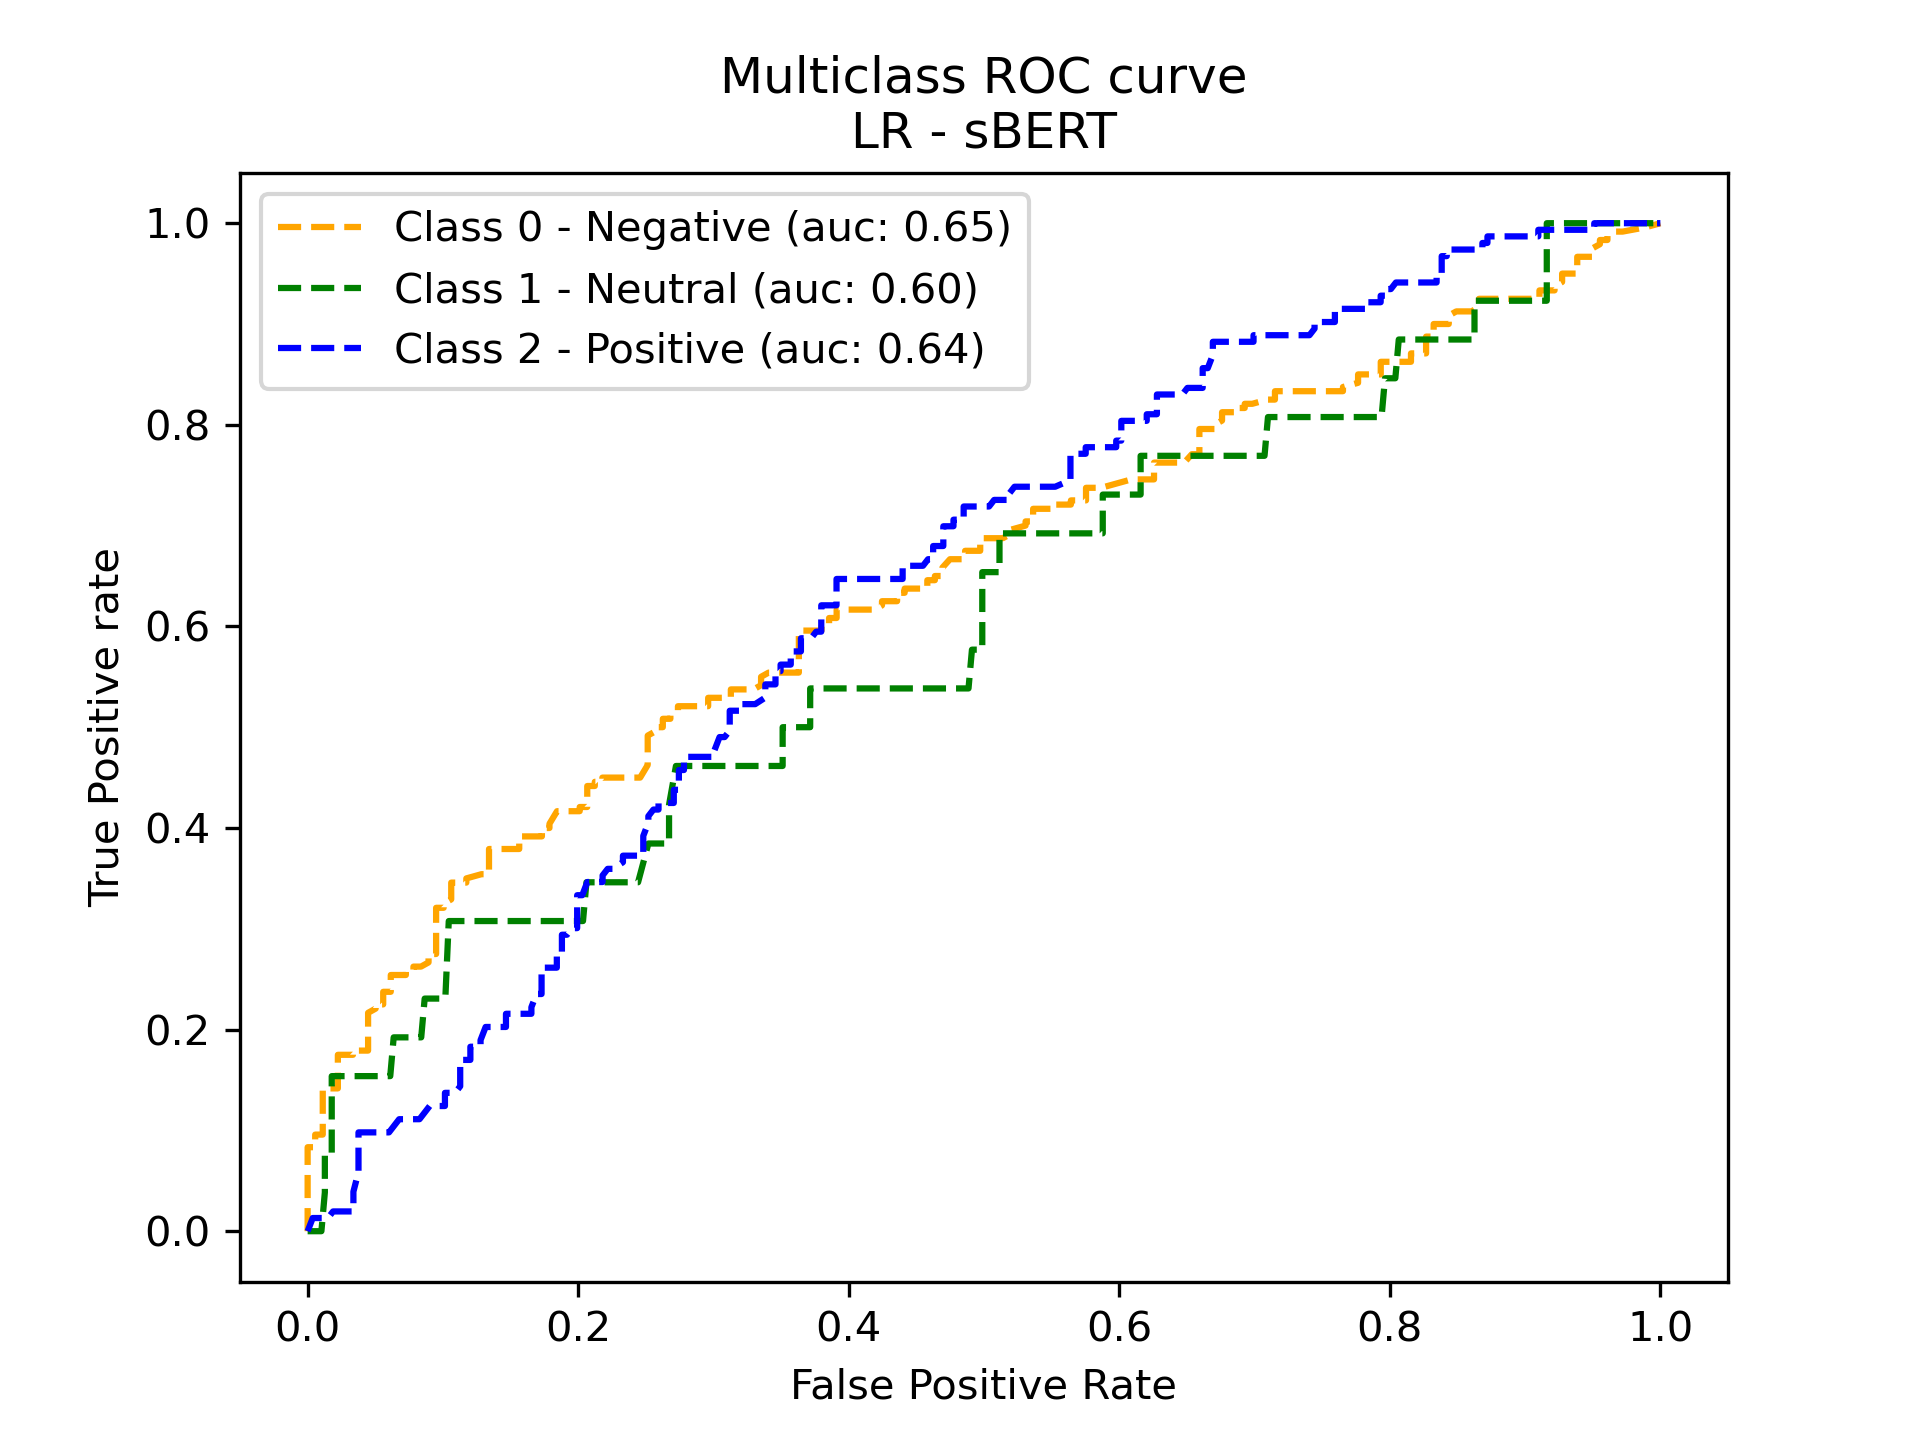 Multiclass ROC curve
LR - sBERT
Class 0 - Negative (auc: 0.65)
Class 1 - Neutral (auc: 0.60)
Class 2 - Positive (auc: 0.64)
True Positive rate
1.0
0.8
0.6
0.4
0.2
0.0
0.0 0.2 0.4 0.6 0.8 1.0
False Positive Rate